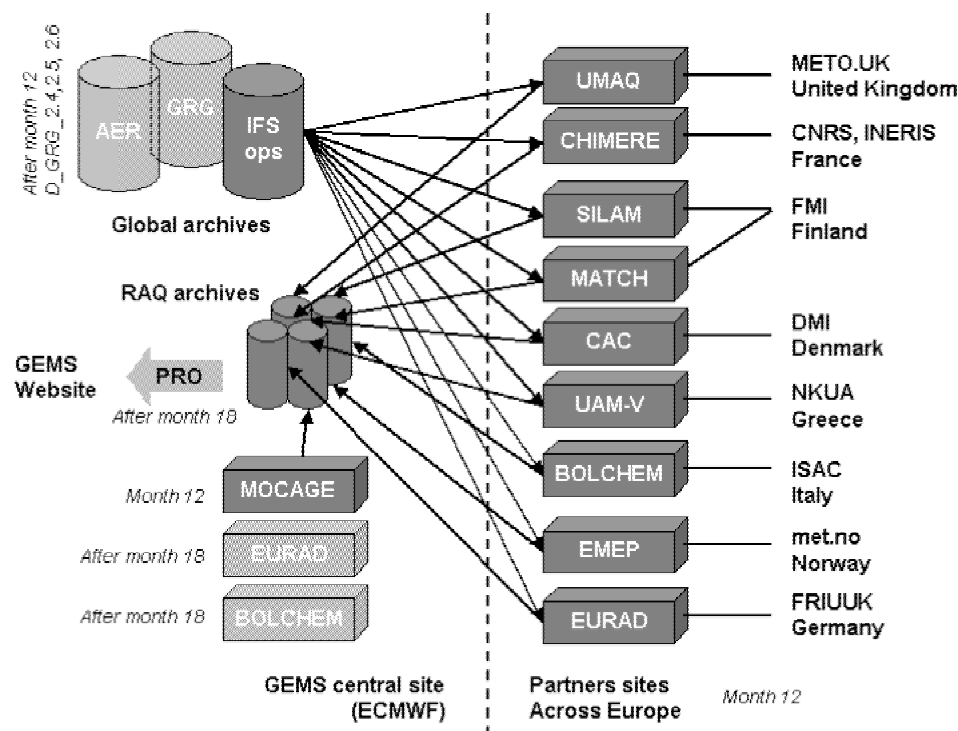 After month 12
D_GRG_2.4,2.5, 2.6
AER
GRG
IFS
ops
Global archives
RAQ archives
GEMS
Website
PRO
After month 18
MOCAGE
Month 12
EURAD
After month 18
BOLCHEM
After month 18
GEMS central site
(ECMWF)
UMAQ
METO.UK
United Kingdom
CHIMERE
CNRS, INERIS
France
SILAM
FMI
Finland
MATCH
CAC
DMI
Denmark
UAM-V
NKUA
Greece
BOLCHEM
ISAC
Italy
EMEP
met.no
Norway
EURAD
FRIUUK
Germany
Partners sites
Across Europe
Month 12